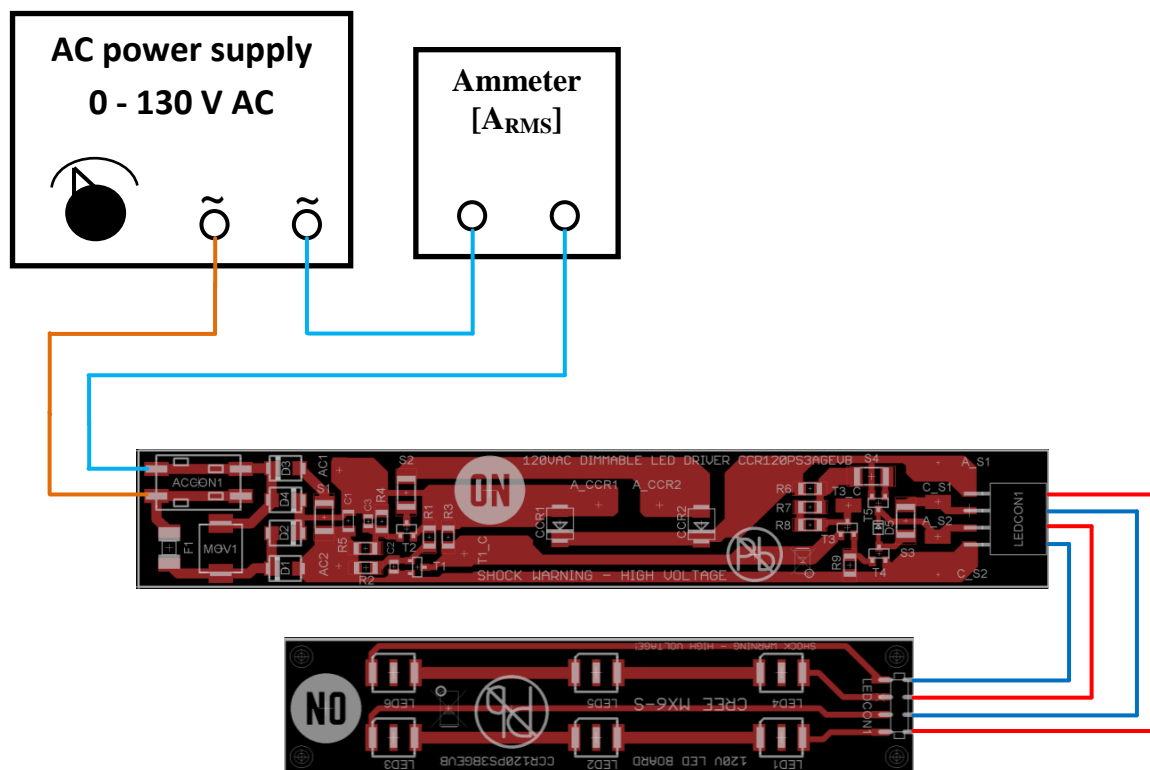 AC power supply
0 - 130 V AC
~ ~
Ammeter
[A_RMS]
120VAC DIMMABLE LED DRIVER CCR120PS3AGEVB
ACCON1
D3
D4
D2
D1
F1
MOV1
AC1
AC2
S1
C1
C3
R4
S2
R5
R2
C2
T2
T1
R1
R3
T1_C
ON
A_CCR1
A_CCR2
CCR1
CCR2
Pb
R6
R7
R8
T3_C
T3
R9
S4
T5
D5
T4
S3
A_S1
C_S1
A_S2
C_S2
LEDCON1
SHOCK WARNING - HIGH VOLTAGE
SHOCK WARNING - HIGH VOLTAGE!
ON
Pb
LED6
LED5
LED4
CREE MX6-S
LEDCON1
LED3
CCR120PS3BGEVB
LED2
120V LED BOARD
LED1